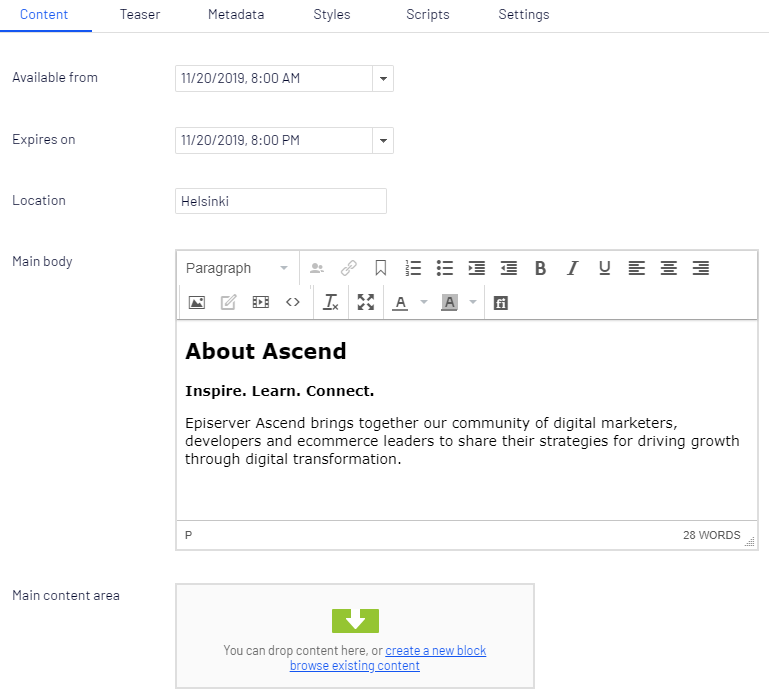 Content Teaser Metadata Styles Scripts Settings
Available from 11/20/2019, 8:00 AM
Expires on 11/20/2019, 8:00 PM
Location Helsinki
Main body
Paragraph
About Ascend
Inspire. Learn. Connect.
Episerver Ascend brings together our community of digital marketers,
developers and ecommerce leaders to share their strategies for driving growth
through digital transformation.
P 28 WORDS
Main content area
You can drop content here, or create a new block
browse existing content